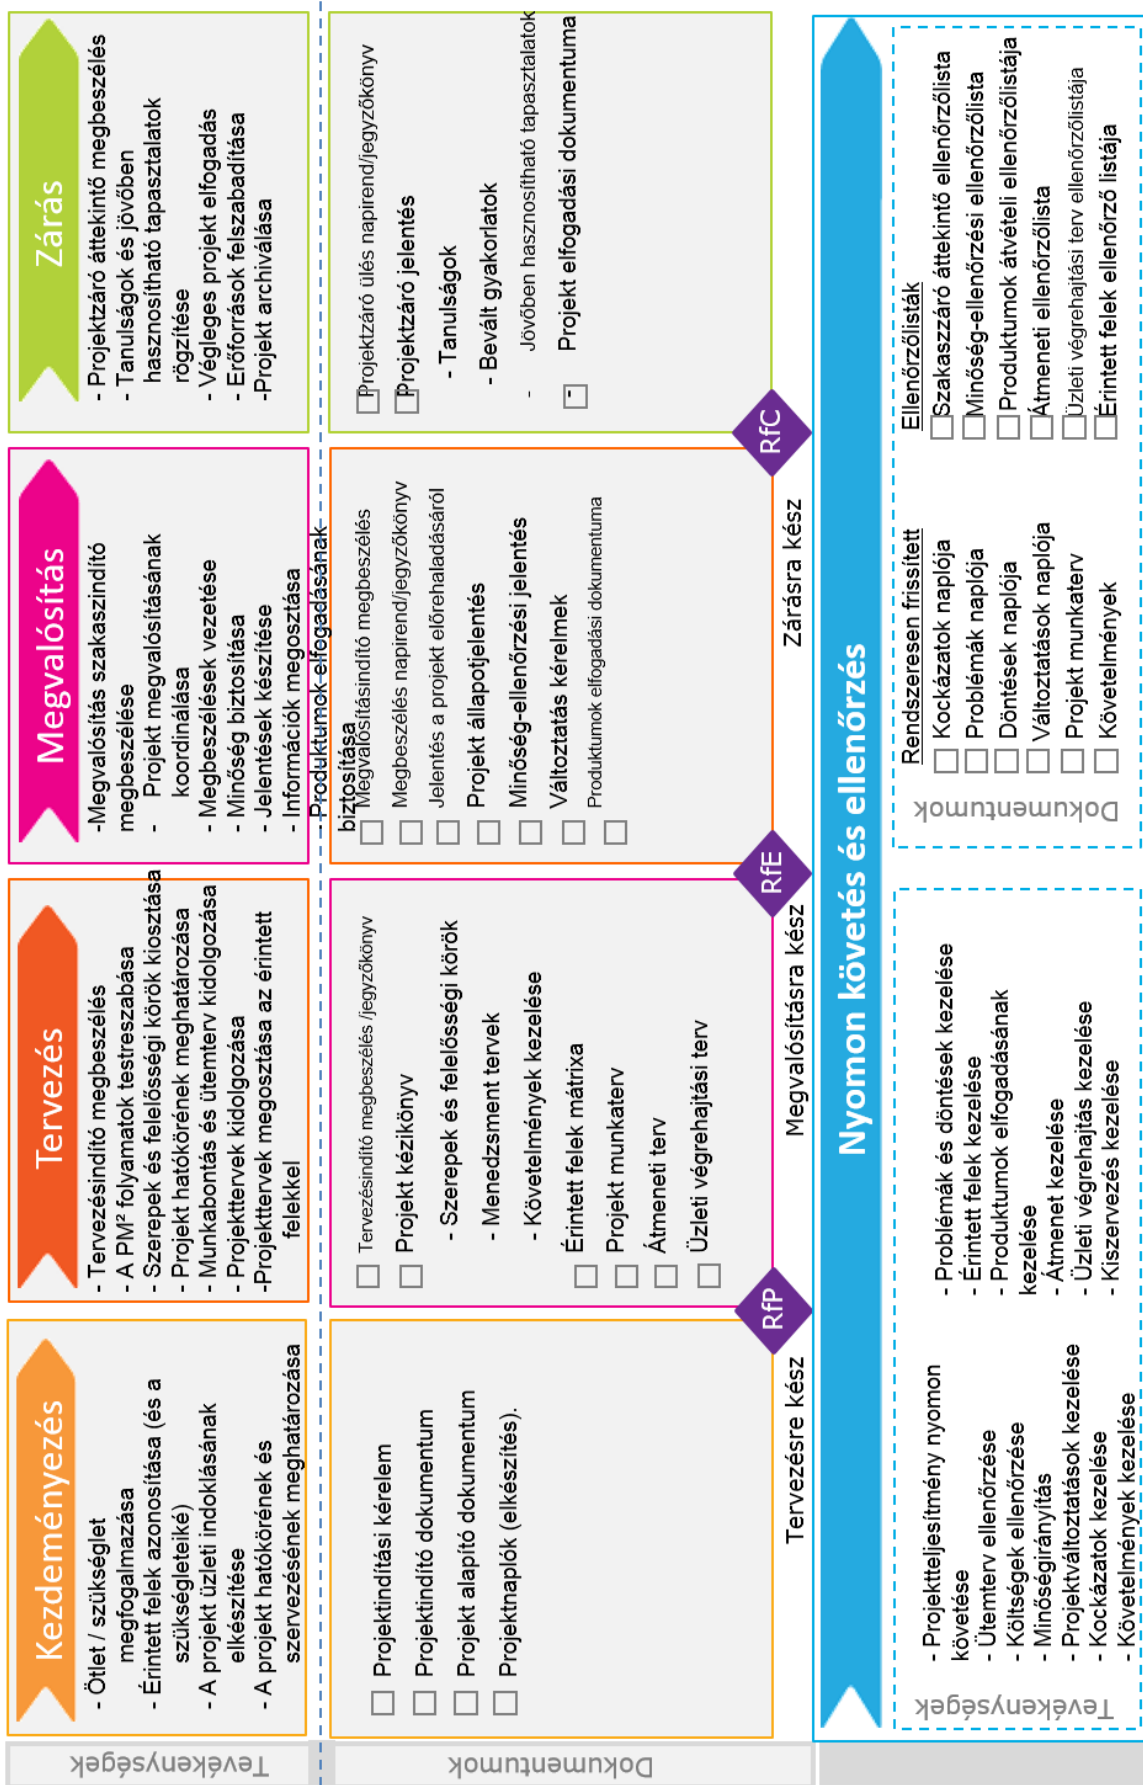 Kezdeményezés
- Ötlet / szükséglet
megfogalmazása
- Érintett felek azonosítása (és a
szükségleteiké)
- A projekt üzleti indoklásának
elkészítése
- A projekt hatókörének és
szervezésének meghatározása
Tervezés
- Tervezésindító megbeszélés
- A PM² folyamatok testreszabása
- Szerepek és felelősségi körök kiosztása
- Projekt hatókörének meghatározása
- Munkabontás és ütemterv kidolgozása
- Projekttervek kidolgozása
-Projekttervek megosztása az érintett
felekkel
Megvalósítás
-Megvalósítás szakaszindító
megbeszélése
- Projekt megvalósításának
koordinálása
- Megbeszélések vezetése
- Minőség biztosítása
- Jelentések készítése
- Információk megosztása
- Produktumok elfogadásának
biztosítása
Zárás
- Projektzáró áttekintő megbeszélés
- Tanulságok és jövőben
hasznosítható tapasztalatok
rögzítése
- Végleges projekt elfogadás
- Erőforrások felszabadítása
-Projekt archiválása
Tevékenységek
Dokumentumok
Projektindítási kérelem
Projektindító dokumentum
Projekt alapító dokumentum
Projektnaplók (elkészítés).
Tervezésindító megbeszélés /jegyzőkönyv
Projekt kézikönyv
- Szerepek és felelősségi körök
- Menedzsment tervek
- Követelmények kezelése
Érintett felek mátrixa
Projekt munkaterv
Átmeneti terv
Üzleti végrehajtási terv
Megvalósításindító megbeszélés
Megbeszélés napirend/jegyzőkönyv
Jelentés a projekt előrehaladásáról
Projekt állapotjelentés
Minőség-ellenőrzési jelentés
Változtatás kérelmek
Produktumok elfogadási dokumentuma
Projektzáró ülés napirend/jegyzőkönyv
Projektzáró jelentés
- Tanulságok
- Bevált gyakorlatok
- Jövőben hasznosítható tapasztalatok
- Projekt elfogadási dokumentuma
RfP
RfE
RfC
Tervezésre kész
Megvalósításra kész
Zárásra kész
Nyomon követés és ellenőrzés
Tevékenységek
- Projektteljesítmény nyomon
követése
- Ütemterv ellenőrzése
- Költségek ellenőrzése
- Minőségirányítás
- Projektváltoztatások kezelése
- Kockázatok kezelése
- Követelmények kezelése
- Problémák és döntések kezelése
- Érintett felek kezelése
- Produktumok elfogadásának
kezelése
- Átmenet kezelése
- Üzleti végrehajtás kezelése
- Kiszervezés kezelése
Dokumentumok
Rendszeresen frissített
Kockázatok naplója
Problémák naplója
Döntések naplója
Változtatások naplója
Projekt munkaterv
Követelmények
Ellenőrzőlisták
Szakaszzáró áttekintő ellenőrzőlista
Minőség-ellenőrzési ellenőrzőlista
Produktumok átvételi ellenőrzőlistája
Átmeneti ellenőrzőlista
Üzleti végrehajtási terv ellenőrzőlistája
Érintett felek ellenőrző listája